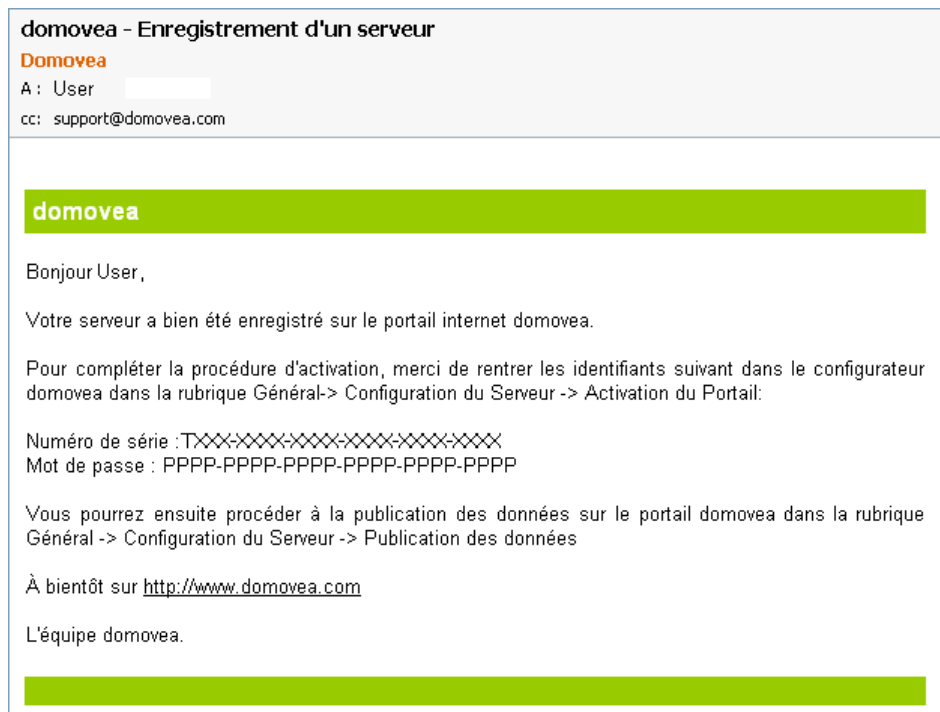 domovea - Enregistrement d'un serveur
Domovea
A : User
cc: support@domovea.com
domovea
Bonjour User,
Votre serveur a bien été enregistré sur le portail internet domovea.
Pour compléter la procédure d'activation, merci de rentrer les identifiants suivant dans le configurateur
domovea dans la rubrique Général-> Configuration du Serveur -> Activation du Portail:
Numéro de série :TXXX-XXXX-XXXX-XXXX-XXXX-XXXX
Mot de passe : PPPP-PPPP-PPPP-PPPP-PPPP-PPPP
Vous pourrez ensuite procéder à la publication des données sur le portail domovea dans la rubrique
Général -> Configuration du Serveur -> Publication des données
À bientôt sur http://www.domovea.com
L'équipe domovea.